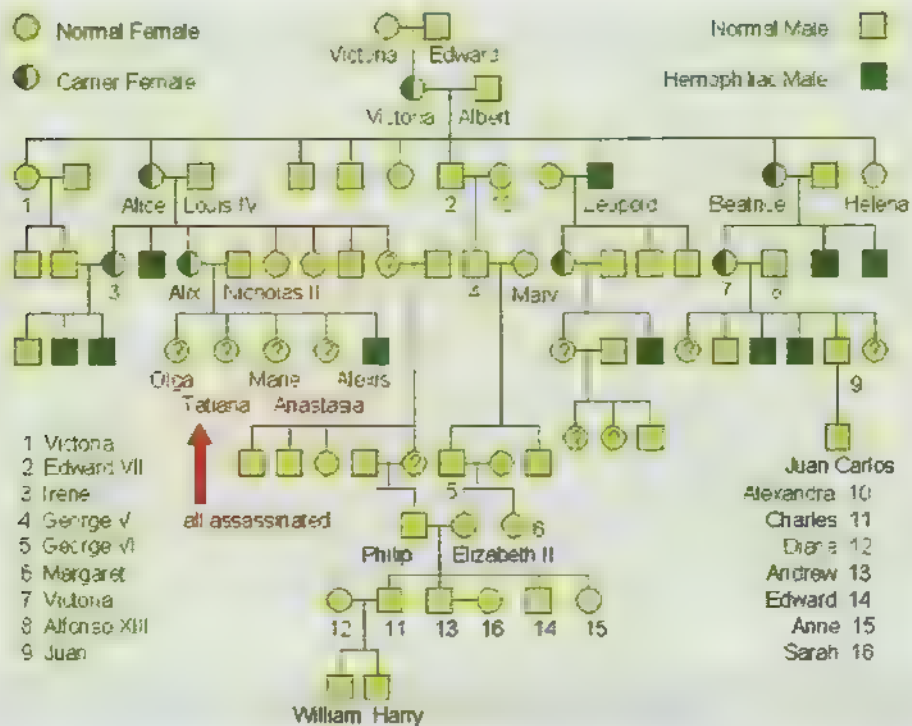 Normal Female
Normal Male
Carrier Female
Hemophiliac Male
Victoria Edward
Victoria Albert
1 Alice Louis IV 2 10 Leopold Beatrice Helena
3 Alix Nicholas II 4 Mary 7 8
? ? ? ? ? ? ? ?
Olga Marie Alexis
Tatiana Anastasia
9
? ?
?
1 Victoria
2 Edward VII
3 Irene
4 George V
5 George VI
6 Margaret
7 Victoria
8 Alfonso XIII
9 Juan
all assassinated
5
6
Philip Elizabeth II
Juan Carlos
Alexandra 10
Charles 11
Diana 12
Andrew 13
Edward 14
Anne 15
Sarah 16
12 11 13 16 14 15
William Harry